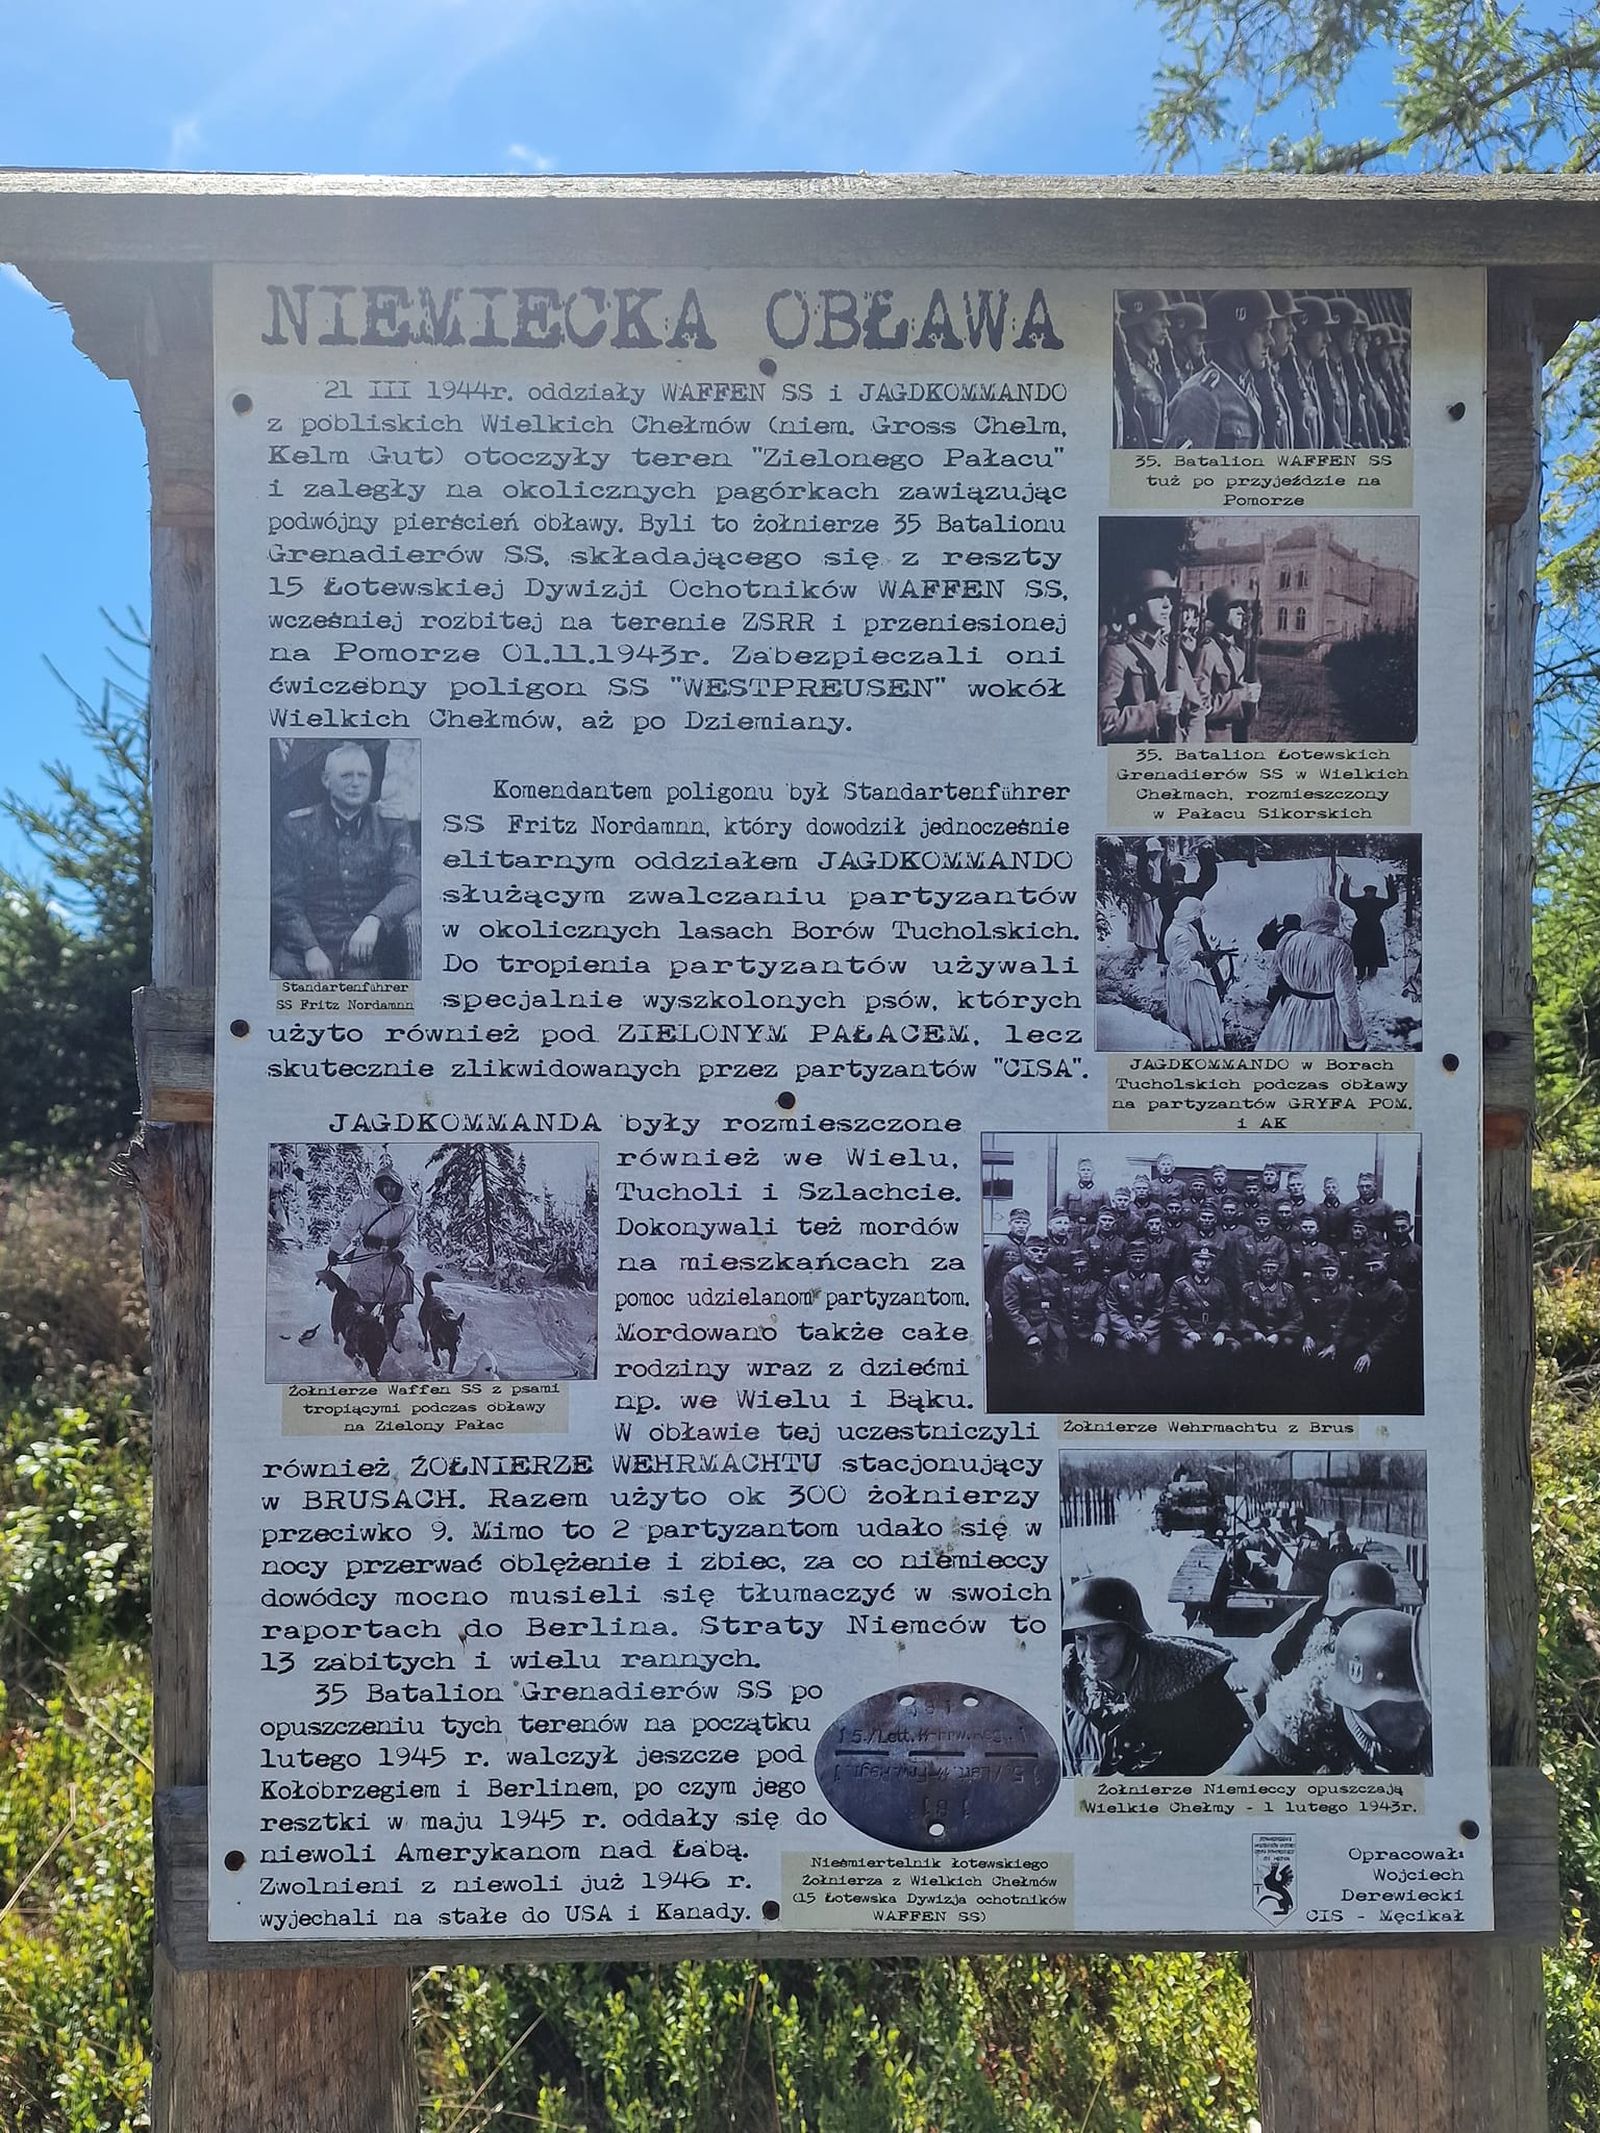 NIEMIECKA OBŁAWA
21 III 1944r. oddziały WAFFEN SS i JAGDKOMMANDO
z pobliskich Wielkich Chełmów (niem. Gross Chelm,
Kelm Gut) otoczyły teren "Zielonego Pałacu"
i zaległy na okolicznych pagórkach zawiązując
podwójny pierścień obławy. Byli to żołnierze 35 Batalionu
Grenadierów SS, składającego się z reszty
15 Łotewskiej Dywizji Ochotników WAFFEN SS,
wcześniej rozbitej na terenie ZSRR i przeniesionej
na Pomorze 01.11.1943r. Zabezpieczali oni
ćwiczebny poligon SS "WESTPREUSEN" wokół
Wielkich Chełmów, aż po Dziemiany.
Komendantem poligonu był Standartenführer
SS Fritz Nordamnn, który dowodził jednocześnie
elitarnym oddziałem JAGDKOMMANDO
służącym zwalczaniu partyzantów
w okolicznych lasach Borów Tucholskich.
Do tropienia partyzantów używali
specjalnie wyszkolonych psów, których
użyto również pod ZIELONYM PAŁACEM, lecz
skutecznie zlikwidowanych przez partyzantów "CISA".
Standartenführer
SS Fritz Nordamnn
JAGDKOMMANDA były rozmieszczone
również we Wielu,
Tucholi i Szlachcie.
Dokonywali też mordów
na mieszkańcach za
pomoc udzielanom partyzantom.
Mordowano także całe
rodziny wraz z dziećmi
np. we Wielu i Bąku.
W obławie tej uczestniczyli
również ŻOŁNIERZE WEHRMACHTU stacjonujący
w BRUSACH. Razem użyto ok 300 żołnierzy
przeciwko 9. Mimo to 2 partyzantom udało się w
nocy przerwać oblężenie i zbiec, za co niemieccy
dowódcy mocno musieli się tłumaczyć w swoich
raportach do Berlina. Straty Niemców to
13 zabitych i wielu rannych.
Żołnierze Waffen SS z psami
tropiącymi podczas obławy
na Zielony Pałac
35 Batalion Grenadierów SS po
opuszczeniu tych terenów na początku
lutego 1945 r. walczył jeszcze pod
Kołobrzegiem i Berlinem, po czym jego
resztki w maju 1945 r. oddały się do
niewoli Amerykanom nad Łabą.
Zwolnieni z niewoli już 1946 r.
wyjechali na stałe do USA i Kanady.
35. Batalion WAFFEN SS
tuż po przyjeździe na
Pomorze
35. Batalion Łotewskich
Grenadierów SS w Wielkich
Chełmach, rozmieszczony
w Pałacu Sikorskich
JAGDKOMMANDO w Borach
Tucholskich podczas obławy
na partyzantów GRYFA POM.
i AK
Żołnierze Wehrmachtu z Brus
Żołnierze Niemieccy opuszczają
Wielkie Chełmy - 1 lutego 1943r.
Nieśmiertelnik łotewskiego
Żołnierza z Wielkich Chełmów
(15 Łotewska Dywizja ochotników
WAFFEN SS)
Opracował:
Wojciech
Derewiecki
CIS - Męcikał